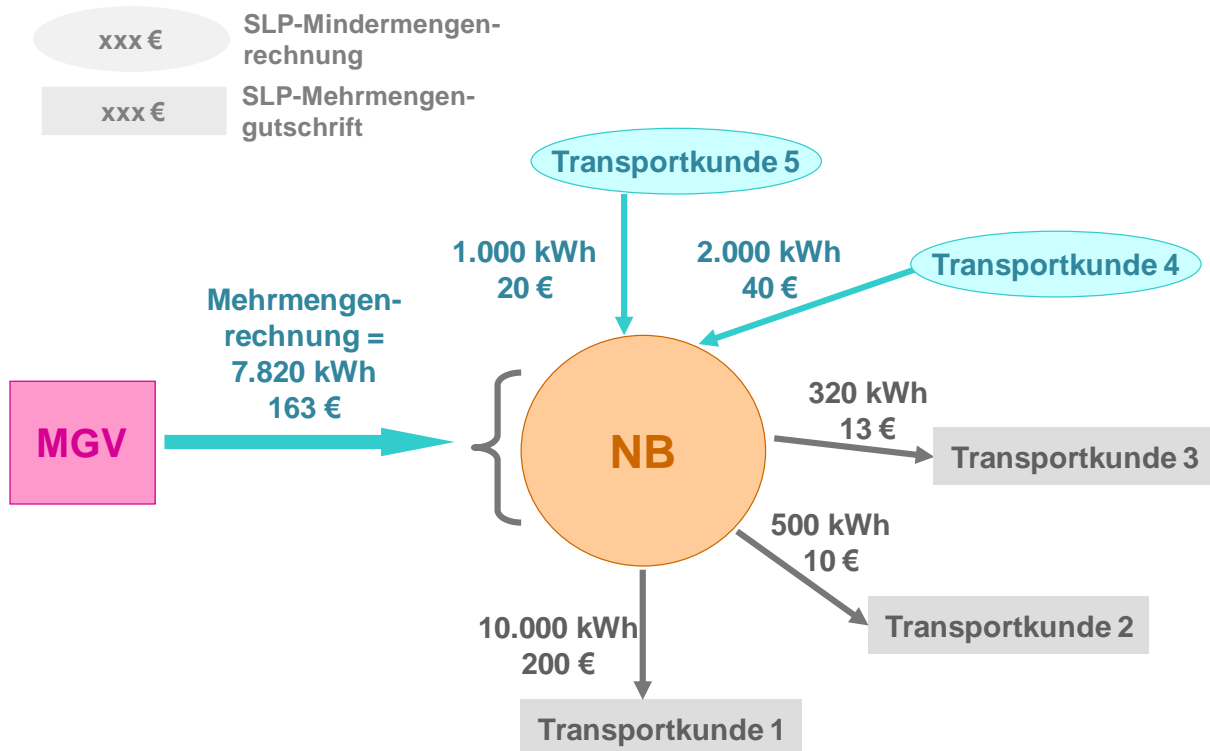 xxx €
SLP-Mindermengen-
rechnung
xxx €
SLP-Mehrmengen-
gutschrift
Transportkunde 5
1.000 kWh
20 €
2.000 kWh
40 €
Transportkunde 4
Mehrmengen-
rechnung =
7.820 kWh
163 €
MGV
NB
320 kWh
13 €
Transportkunde 3
500 kWh
10 €
Transportkunde 2
10.000 kWh
200 €
Transportkunde 1